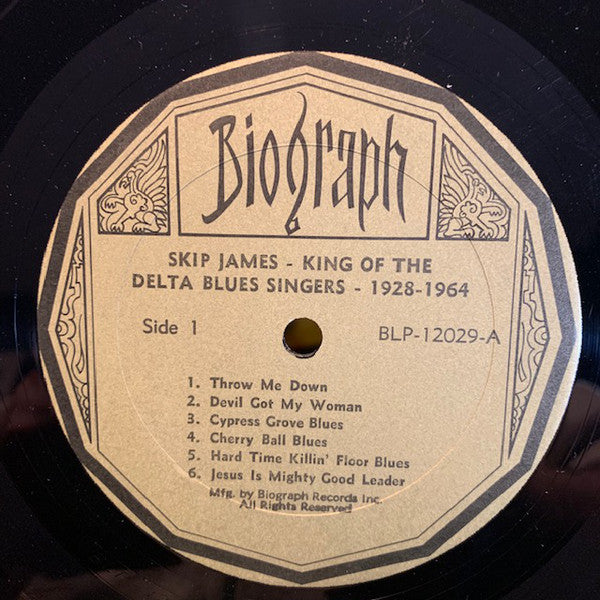 Biograph
SKIP JAMES - KING OF THE
DELTA BLUES SINGERS - 1928-1964
Side 1
BLP-12029-A
1. Throw Me Down
2. Devil Got My Woman
3. Cypress Grove Blues
4. Cherry Ball Blues
5. Hard Time Killin' Floor Blues
6. Jesus Is Mighty Good Leader
Mfg. by Biograph Records Inc.
All Rights Reserved